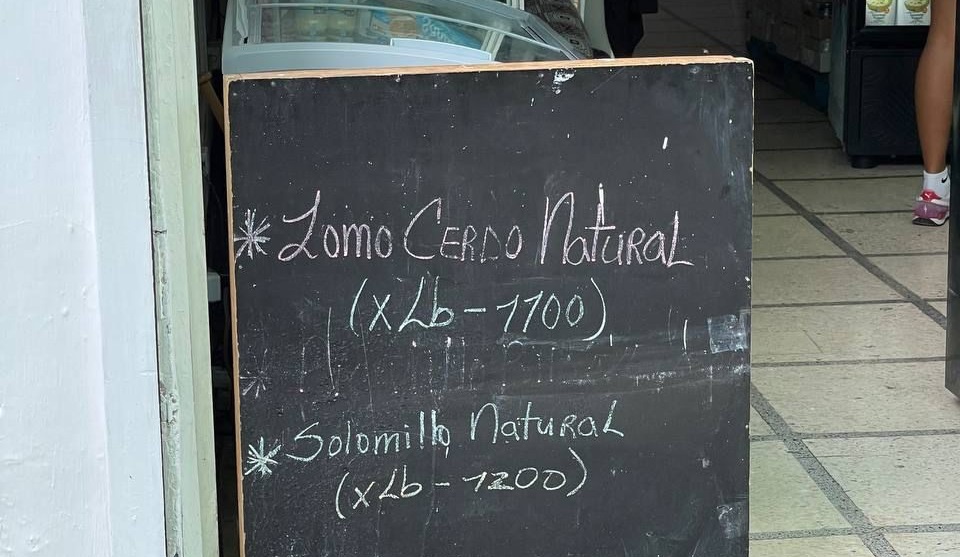 * Lomo CERDO NatuRAL
(x Lb - 1100)
* Solomillo NatuRAL
(x Lb - 1200)